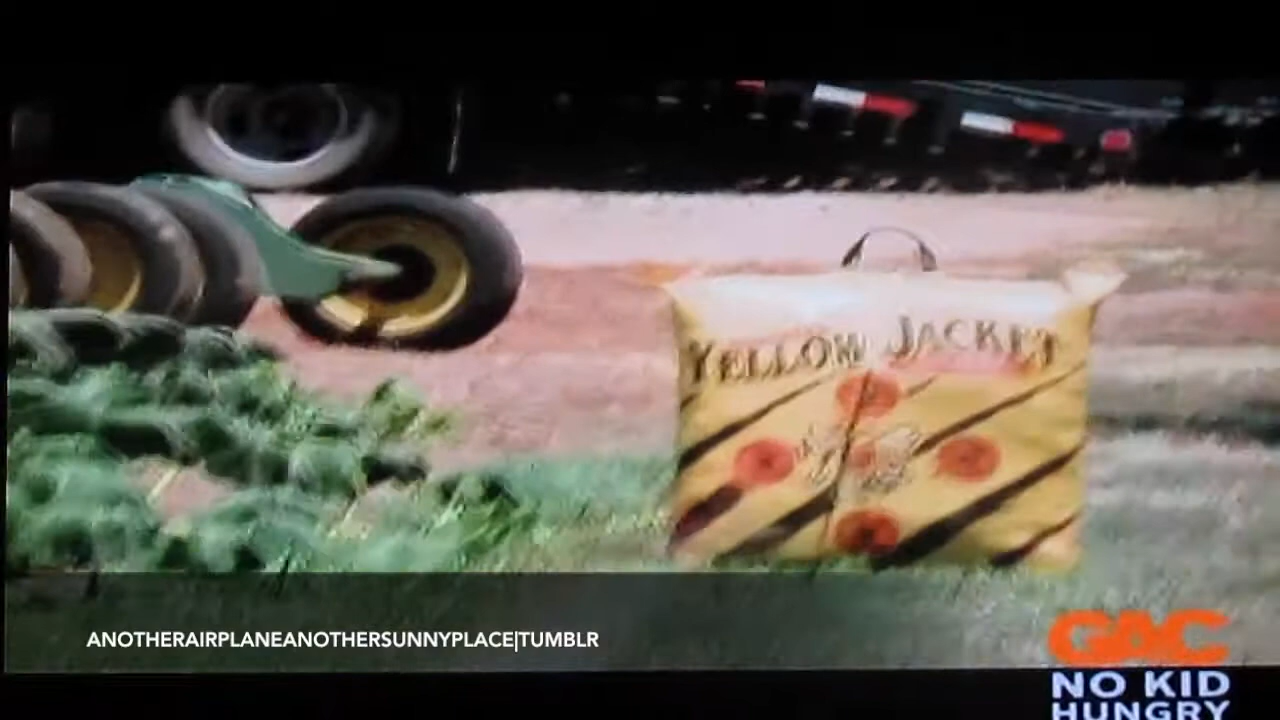 YELLOW JACKET
ANOTHERAIRPLANEANOTHERSUNNYPLACE|TUMBLR
GAC
NO KID
HUNGRY